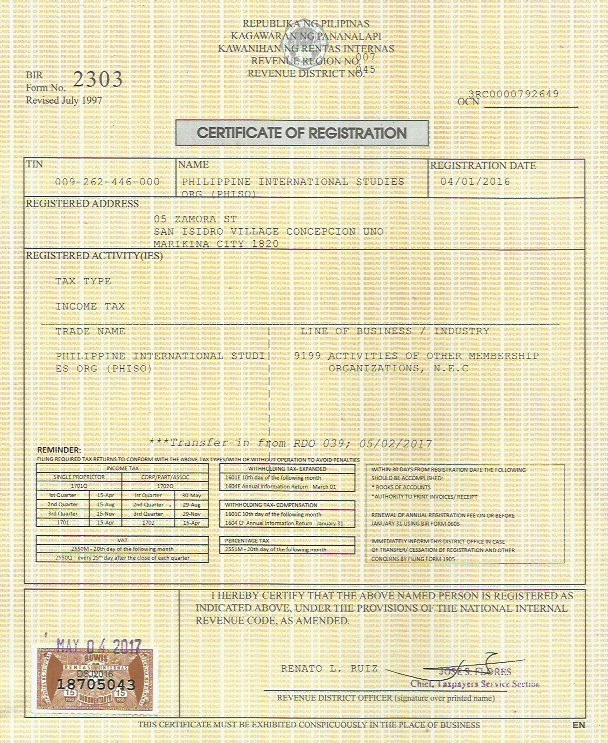 REPUBLIKA NG PILIPINAS
KAGAWARAN NG PANANALAPI
KAWANIHAN NG RENTAS INTERNAS
REVENUE REGION NO. 007
REVENUE DISTRICT NO. 045
BIR
Form No. 2303
Revised July 1997
OCN 3RC0000792649
CERTIFICATE OF REGISTRATION
TIN NAME REGISTRATION DATE
009-262-446-000 PHILIPPINE INTERNATIONAL STUDIES 04/01/2016
ORG (PHISO)
REGISTERED ADDRESS
05 ZAMORA ST
SAN ISIDRO VILLAGE CONCEPCION UNO
MARIKINA CITY 1820
REGISTERED ACTIVITY(IES)
TAX TYPE
INCOME TAX
TRADE NAME LINE OF BUSINESS / INDUSTRY
PHILIPPINE INTERNATIONAL STUDI 9199 ACTIVITIES OF OTHER MEMBERSHIP
ES ORG (PHISO) ORGANIZATIONS, N.E.C
***Transfer in from RDO 039; 05/02/2017
REMINDER:
FILING REQUIRED TAX RETURNS TO CONFORM WITH THE ABOVE TAX TYPES/WITH OR WITHOUT OPERATION TO AVOID PENALTIES
INCOME TAX
SINGLE PROPRIETOR CORP/PART/ASSOC
1701Q 1702Q
1st Quarter 15-Apr 1st Quarter 30-May
2nd Quarter 15-Aug 2nd Quarter 29-Aug
3rd Quarter 15-Nov 3rd Quarter 29-Nov
1701 15-Apr 1702 15-Apr
VAT
2550M - 20th day of the following month
2550Q - every 25th day after the close of each quarter
WITHHOLDING TAX- EXPANDED
1601E 10th day of the following month
1604E Annual Information Return March 01
WITHHOLDING TAX- COMPENSATION
1601C 10th day of the following month
1604 CF Annual Information Return January 31
PERCENTAGE TAX
2551M - 20th day of the following month
WITHIN 30 DAYS FROM REGISTRATION DATE THE FOLLOWING
SHOULD BE ACCOMPLISHED:
* BOOKS OF ACCOUNTS
*AUTHORITY TO PRINT INVOICES/ RECEIPT
RENEWAL OF ANNUAL REGISTRATION FEE ON OR BEFORE
JANUARY 31 USING BIR FORM 0605
IMMEDIATELY INFORM THIS DISTRICT OFFICE IN CASE
OF TRANSFER/ CESSATION OF REGISTRATION AND OTHER
CONCERNS BY FILING FORM 1905
I HEREBY CERTIFY THAT THE ABOVE NAMED PERSON IS REGISTERED AS
INDICATED ABOVE, UNDER THE PROVISIONS OF THE NATIONAL INTERNAL
REVENUE CODE, AS AMENDED.
MAY 04 2017
18705043
RENATO L. RUIZ JOSE S. FLORES
Chief, Taxpayers Service Section
REVENUE DISTRICT OFFICER (signature over printed name)
THIS CERTIFICATE MUST BE EXHIBITED CONSPICUOUSLY IN THE PLACE OF BUSINESS EN